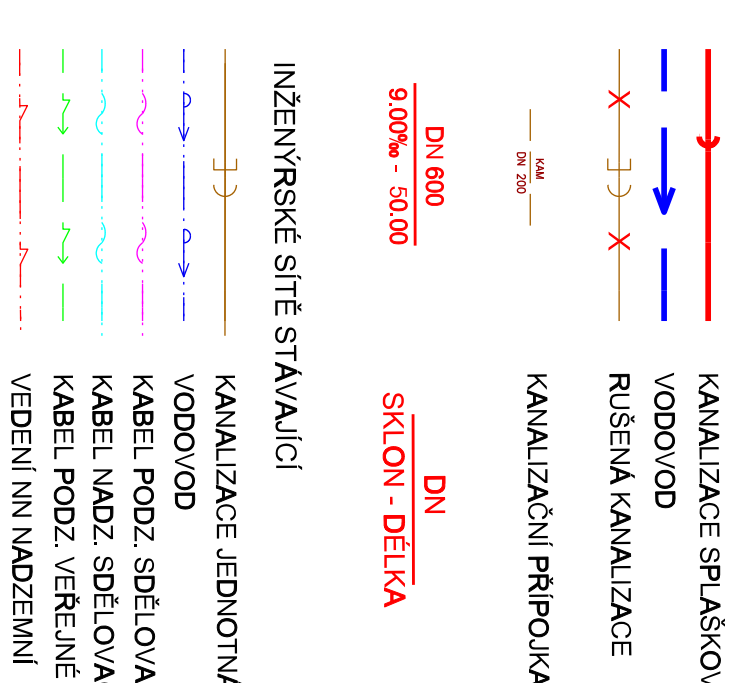 KANALIZACE SPLAŠKOV
VODOVOD
RUŠENÁ KANALIZACE
KAM
DN 200
KANALIZAČNÍ PŘÍPOJKA
DN 600
9.00‰ - 50.00
DN
SKLON - DÉLKA
INŽENÝRSKÉ SÍTĚ STÁVAJÍCÍ
KANALIZACE JEDNOTNÁ
VODOVOD
KABEL PODZ. SDĚLOVA
KABEL NADZ. SDĚLOVA
KABEL PODZ. VEŘEJNÉ
VEDENÍ NN NADZEMNÍ